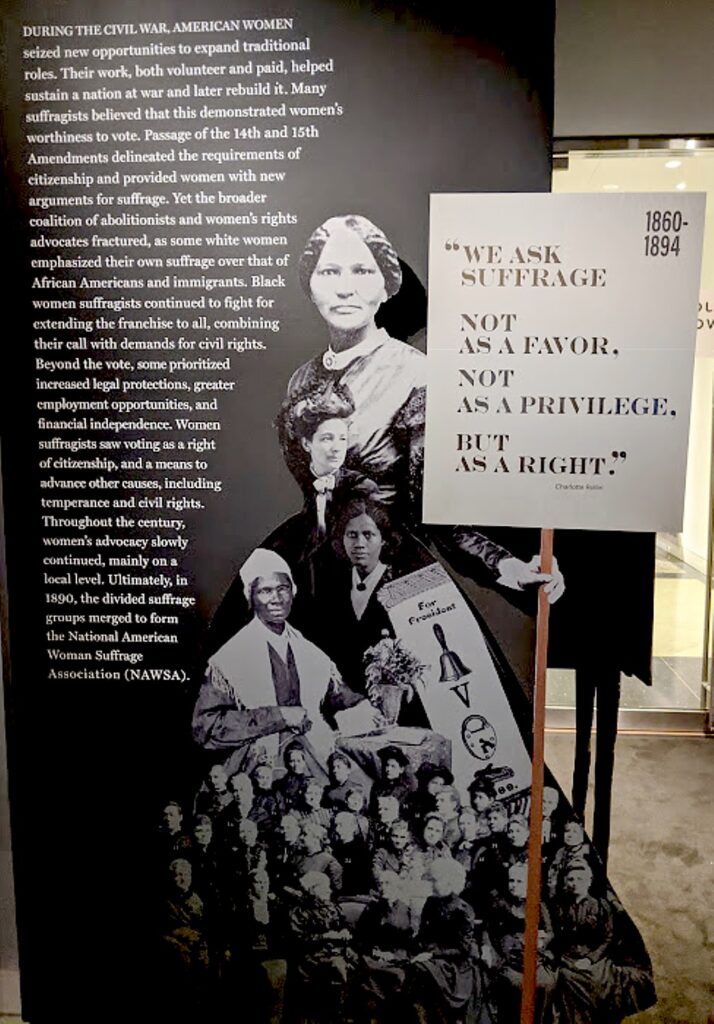 DURING THE CIVIL WAR, AMERICAN WOMEN
seized new opportunities to expand traditional
roles. Their work, both volunteer and paid, helped
sustain a nation at war and later rebuild it. Many
suffragists believed that this demonstrated women's
worthiness to vote. Passage of the 14th and 15th
Amendments delineated the requirements of
citizenship and provided women with new
arguments for suffrage. Yet the broader
coalition of abolitionists and women's rights
advocates fractured, as some white women
emphasized their own suffrage over that of
African Americans and immigrants. Black
women suffragists continued to fight for
extending the franchise to all, combining
their call with demands for civil rights.
Beyond the vote, some prioritized
increased legal protections, greater
employment opportunities, and
financial independence. Women
suffragists saw voting as a right
of citizenship, and a means to
advance other causes, including
temperance and civil rights.
Throughout the century,
women's advocacy slowly
continued, mainly on a
local level. Ultimately, in
1890, the divided suffrage
groups merged to form
the National American
Woman Suffrage
Association (NAWSA).
1860-
1894
"WE ASK
SUFFRAGE
NOT
AS A FAVOR,
NOT
AS A PRIVILEGE,
BUT
AS A RIGHT."
Charlotte Rollin
For
President